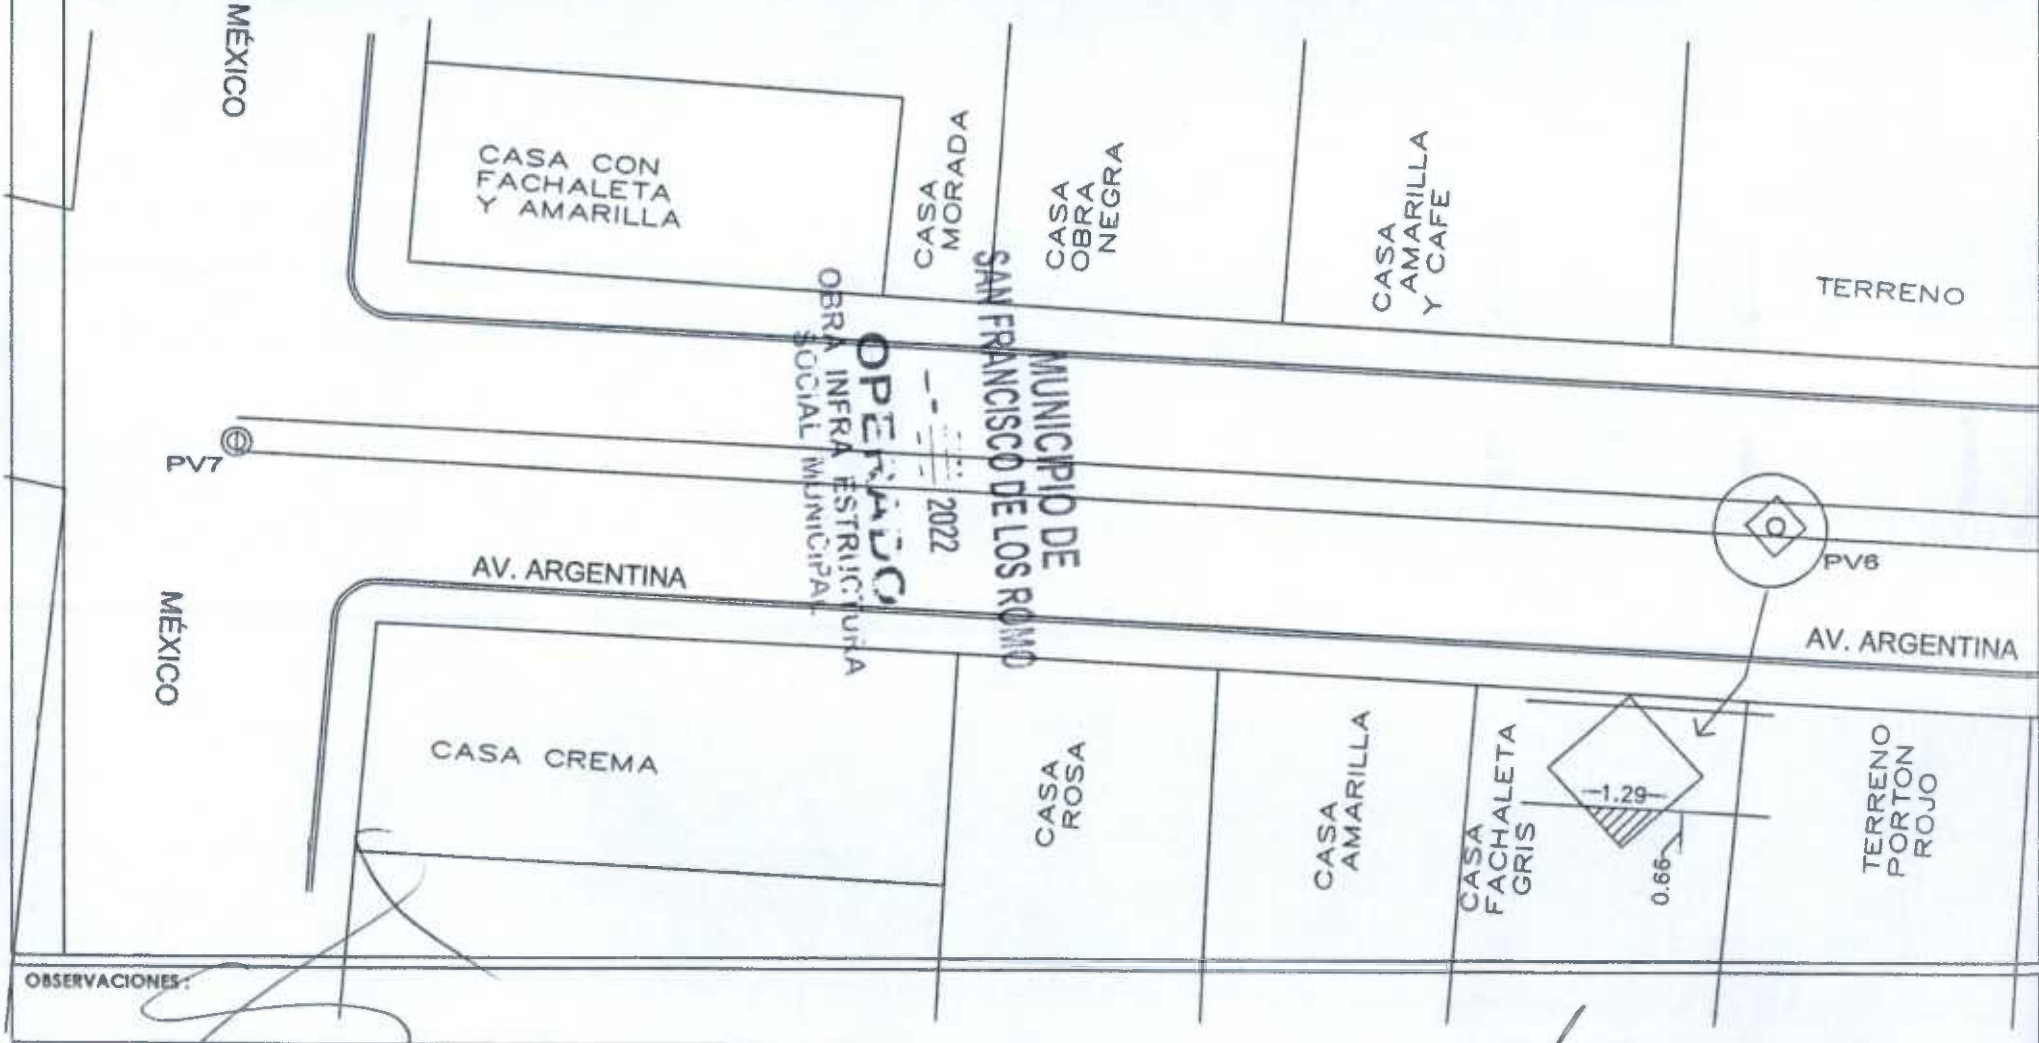 MÉXICO
CASA CON
FACHALETA
Y AMARILLA
CASA
MORADA
CASA
OBRA
NEGRA
CASA
AMARILLA
Y CAFE
TERRENO
MUNICIPIO DE
SAN FRANCISCO DE LOS ROMO
2022
OPERADO
OBRA INFRA ESTRUCTURA
SOCIAL MUNICIPAL
PV7
PV6
AV. ARGENTINA
AV. ARGENTINA
MÉXICO
CASA CREMA
CASA
ROSA
CASA
AMARILLA
CASA
FACHALETA
GRIS
1.29
0.66
TERRENO
PORTON
ROJO
OBSERVACIONES: